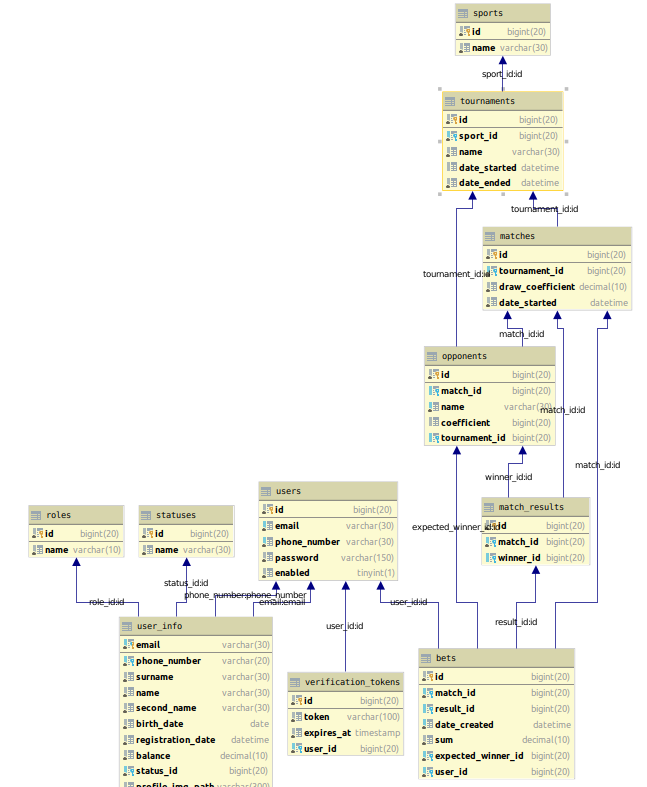 sports
id bigint(20)
name varchar(30)
sport_id:id
tournaments
id bigint(20)
sport_id bigint(20)
name varchar(30)
date_started datetime
date_ended datetime
tournament_id:id
matches
id bigint(20)
tournament_id bigint(20)
draw_coefficient decimal(10)
date_started datetime
tournament_id:id
match_id:id
opponents
id bigint(20)
match_id bigint(20)
name varchar(30)
coefficient bigint(20)
tournament_id bigint(20)
match_id:id
match_id:id
winner_id:id
users
id bigint(20)
email varchar(30)
phone_number varchar(30)
password varchar(150)
enabled tinyint(1)
match_results
id bigint(20)
match_id bigint(20)
winner_id bigint(20)
expected_winner_id:id
roles
id bigint(20)
name varchar(10)
statuses
id bigint(20)
name varchar(30)
status_id:id
phone_number:phone_number
role_id:id
email:email
user_id:id
user_id:id
result_id:id
user_info
email varchar(30)
phone_number varchar(20)
surname varchar(30)
name varchar(30)
second_name varchar(30)
birth_date date
registration_date datetime
balance decimal(10)
status_id bigint(20)
profile_img_path varchar(300)
verification_tokens
id bigint(20)
token varchar(100)
expires_at timestamp
user_id bigint(20)
bets
id bigint(20)
match_id bigint(20)
result_id bigint(20)
date_created datetime
sum decimal(10)
expected_winner_id bigint(20)
user_id bigint(20)